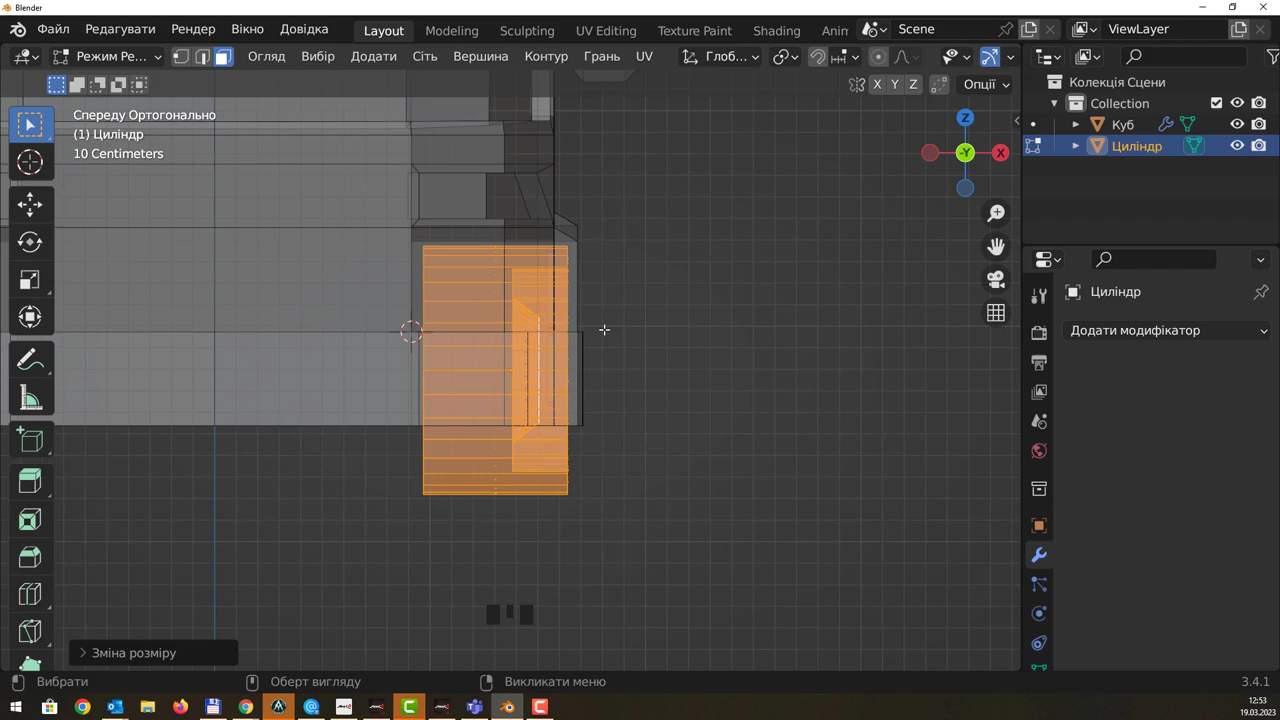 Blender
Файл Редагувати Рендер Вікно Довідка Layout Modeling Sculpting UV Editing Texture Paint Shading Anin Scene ViewLayer
Режим Ре... Огляд Вибір Додати Сіть Вершина Контур Грань UV Глоб...
X Y Z Опції
Колекція Сцени
Collection
Куб
Циліндр
Спереду Ортогонально
(1) Циліндр
10 Centimeters
Z
-Y X
Циліндр
Додати модифікатор
Зміна розміру
Вибрати Оберт вигляду Викликати меню 3.4.1
12:53
19.03.2023